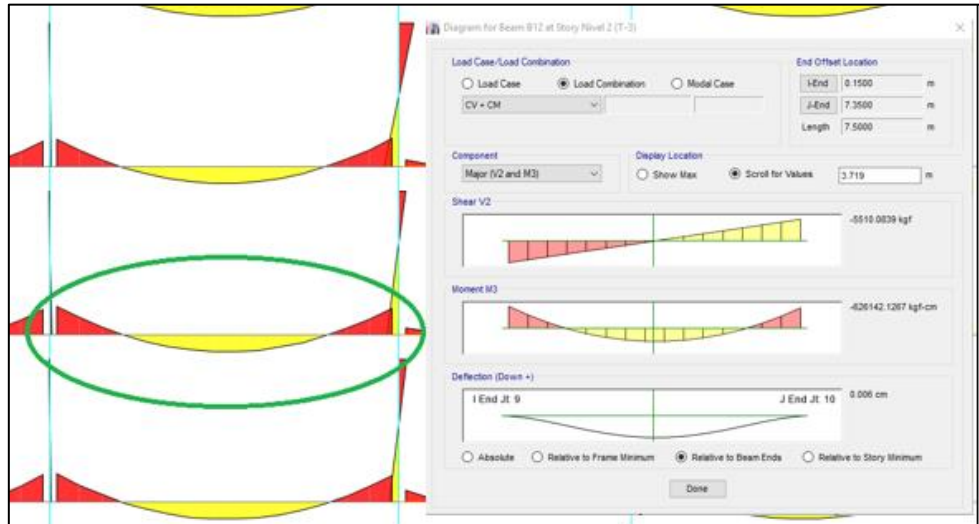 Diagram for Beam B12 at Story Nivel 2 (T-3)
Load Case/Load Combination
Load Case Load Combination Modal Case
CV + CM
End Offset Location
I-End 0.1500 m
J-End 7.3500 m
Length 7.5000 m
Component
Major (V2 and M3)
Display Location
Show Max Scroll for Values 3.719 m
Shear V2
-5510.0839 kgf
Moment M3
-626142.1267 kgf-cm
Deflection (Down +)
I End Jt: 9 J End Jt: 10
0.006 cm
Absolute Relative to Frame Minimum Relative to Beam Ends Relative to Story Minimum
Done